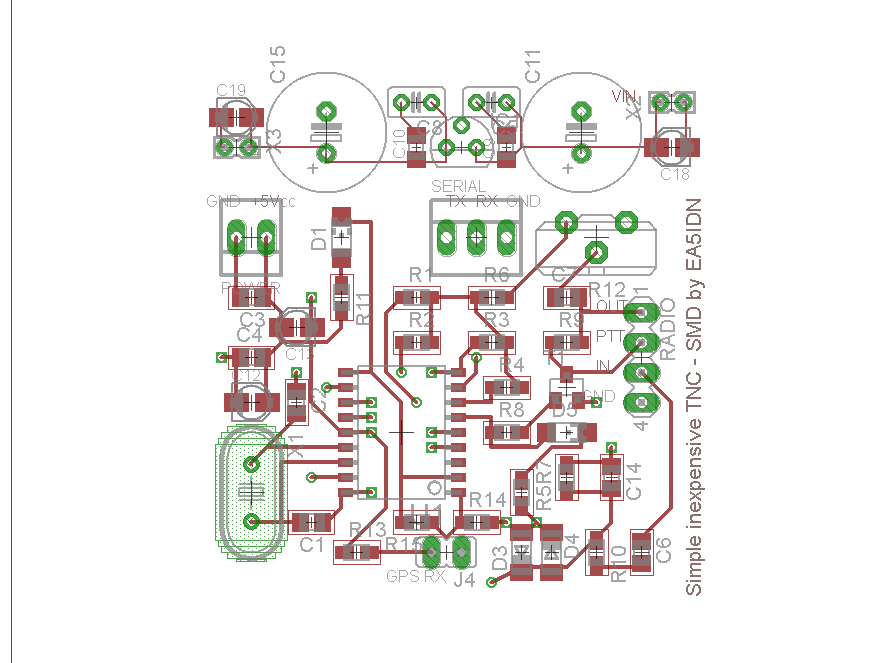 C15
C11
C19
C8
VIN
X2
X3
C10
C18
SERIAL
GND +5Vcc
TX RX GND
D1
POWER
R1
R6
C7
R12
OUT
1
C3
R11
R2
R3
R9
PTT
RADIO
C4
C13
R4
IN
C12
C2
R8
D5
GND
4
X1
R5
R7
C14
C1
R13
R14
R15
D3
D4
R10
C6
GPS RX
J4
Simple inexpensive TNC - SMD by EA5IDN